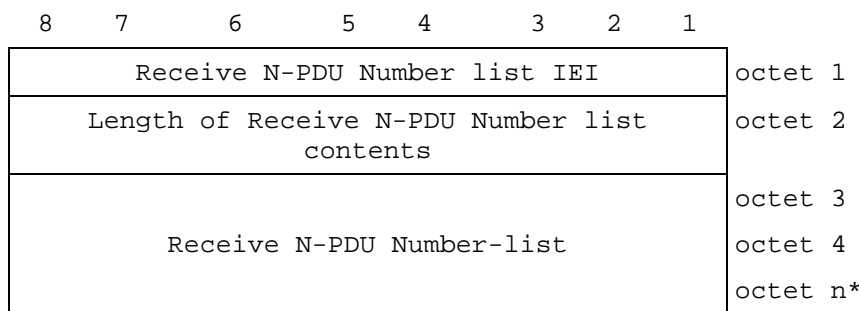 8 7 6 5 4 3 2 1
Receive N-PDU Number list IEI octet 1
Length of Receive N-PDU Number list octet 2
contents
octet 3
Receive N-PDU Number-list octet 4
octet n*